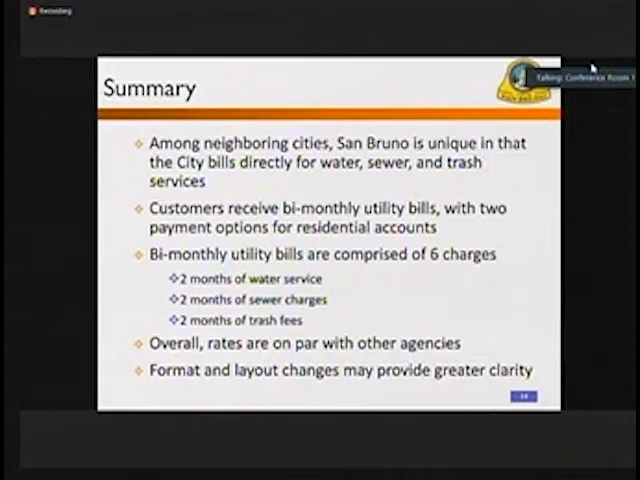 Recording
Talking: Conference Room 1
Summary
SAN BRUNO
Among neighboring cities, San Bruno is unique in that
the City bills directly for water, sewer, and trash
services
Customers receive bi-monthly utility bills, with two
payment options for residential accounts
Bi-monthly utility bills are comprised of 6 charges
2 months of water service
2 months of sewer charges
2 months of trash fees
Overall, rates are on par with other agencies
Format and layout changes may provide greater clarity